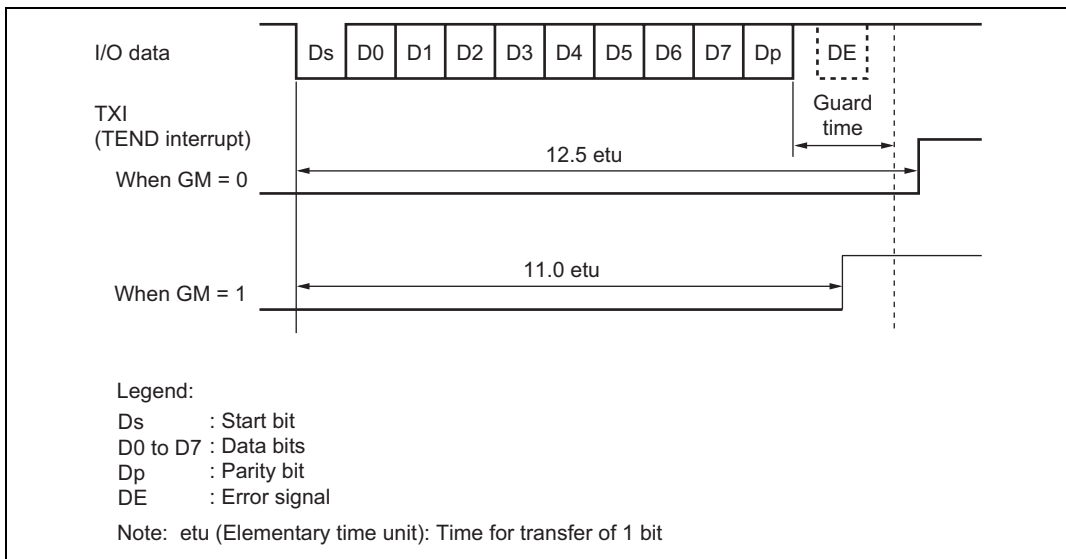 I/O data
Ds D0 D1 D2 D3 D4 D5 D6 D7 Dp DE
TXI
(TEND interrupt)
Guard
time
12.5 etu
When GM = 0
11.0 etu
When GM = 1
Legend:
Ds : Start bit
D0 to D7 : Data bits
Dp : Parity bit
DE : Error signal
Note: etu (Elementary time unit): Time for transfer of 1 bit